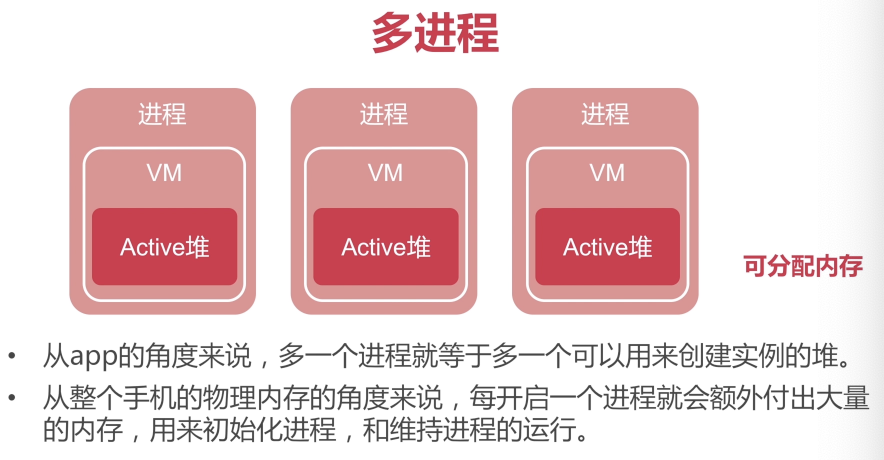 多进程
进程
进程
进程
VM
VM
VM
Active堆
Active堆
Active堆
可分配内存
• 从app的角度来说，多一个进程就等于多一个可以用来创建实例的堆。
• 从整个手机的物理内存的角度来说，每开启一个进程就会额外付出大量
的内存，用来初始化进程，和维持进程的运行。